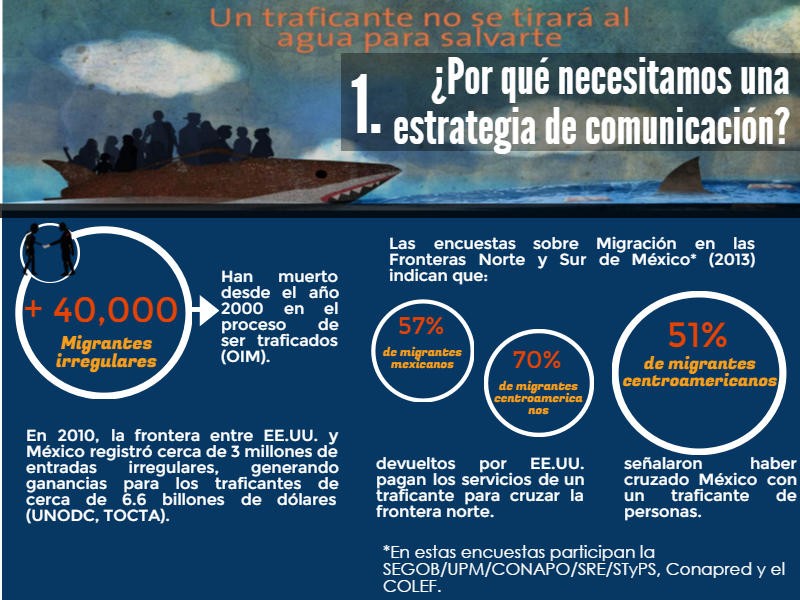 Un traficante no se tirará al
agua para salvarte
1.
¿Por qué necesitamos una
estrategia de comunicación?
+ 40,000
Migrantes
irregulares
Han muerto
desde el año
2000 en el
proceso de
ser traficados
(OIM).
En 2010, la frontera entre EE.UU. y
México registró cerca de 3 millones de
entradas irregulares, generando
ganancias para los traficantes de
cerca de 6.6 billones de dólares
(UNODC, TOCTA).
Las encuestas sobre Migración en las
Fronteras Norte y Sur de México* (2013)
indican que:
57%
de migrantes
mexicanos
70%
de migrantes
centroamerica
nos
devueltos por EE.UU.
pagan los servicios de un
traficante para cruzar la
frontera norte.
51%
de migrantes
centroamericanos
señalaron haber
cruzado México con
un traficante de
personas.
*En estas encuestas participan la
SEGOB/UPM/CONAPO/SRE/STyPS, Conapred y el
COLEF.